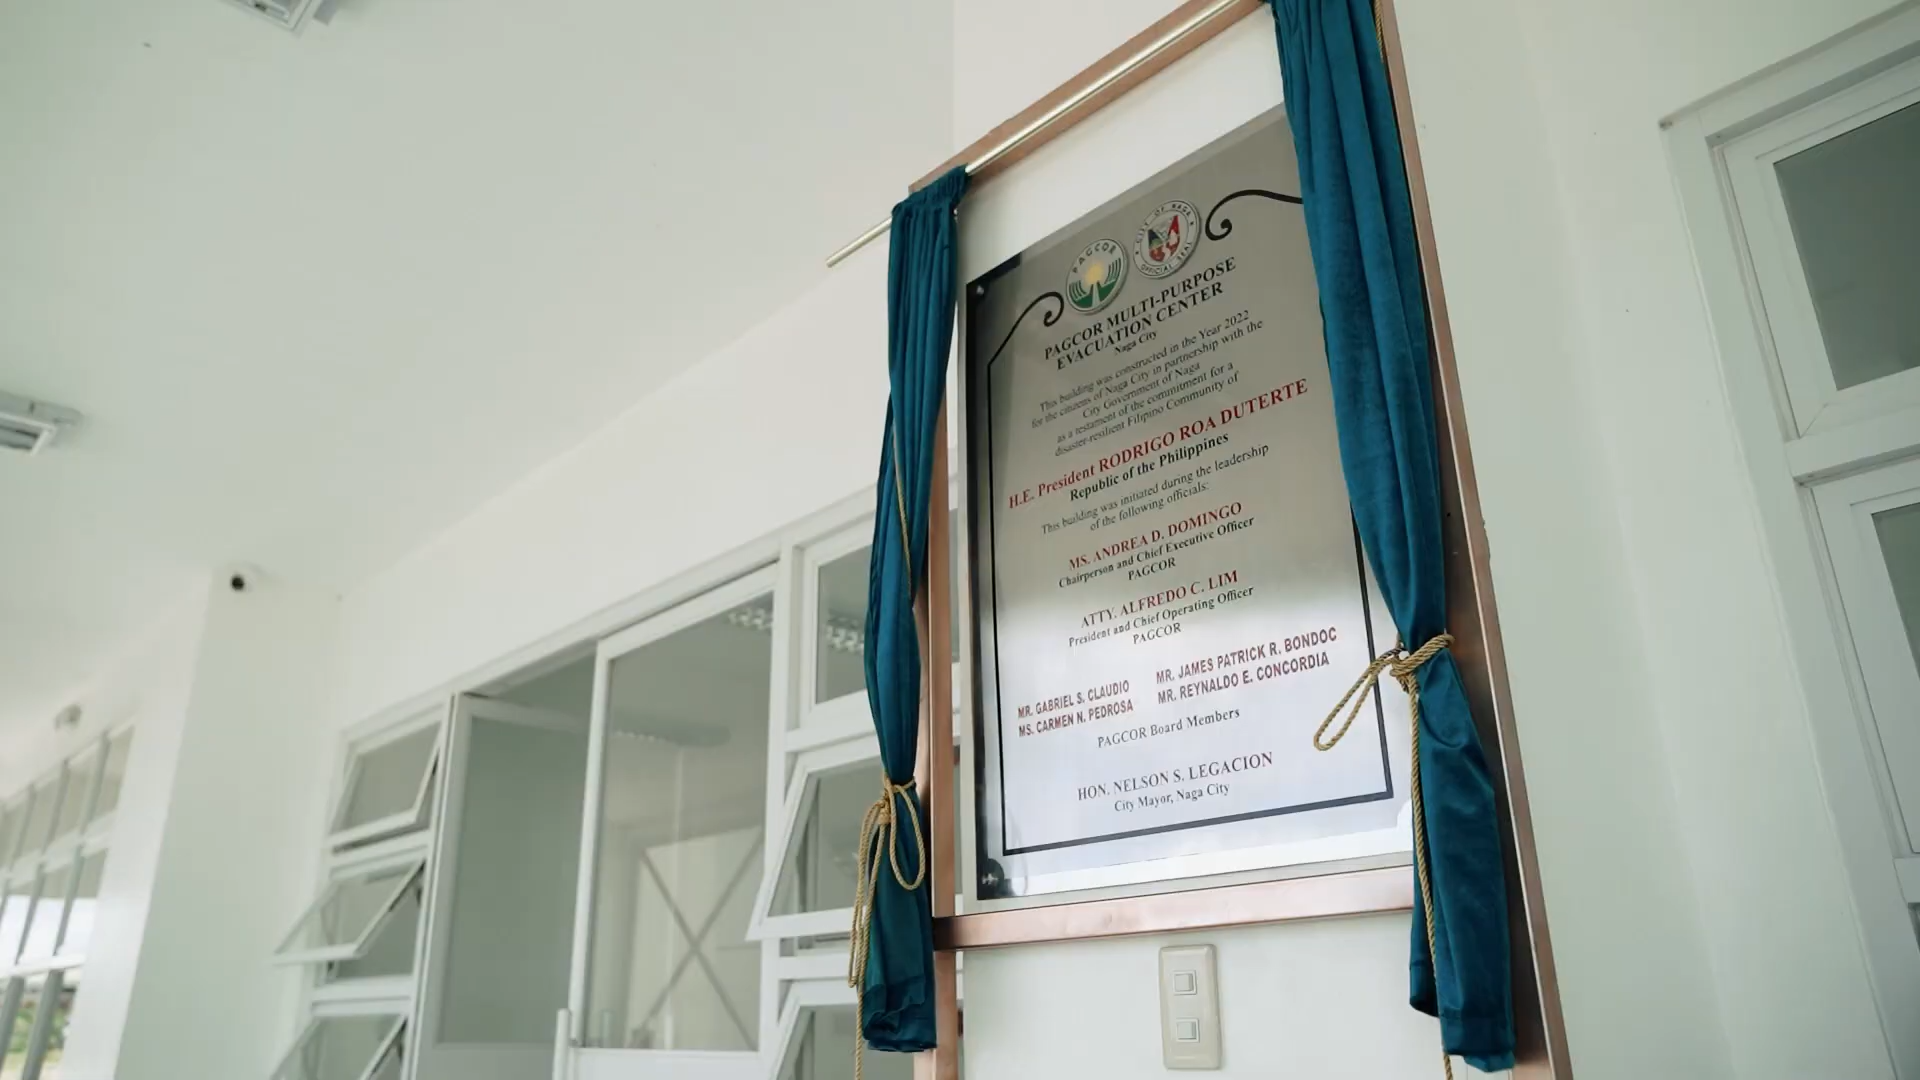 PAGCOR
CITY OF NAGA
OFFICIAL SEAL
PAGCOR MULTI-PURPOSE
EVACUATION CENTER
Naga City
This building was constructed in the Year 2022
for the citizens of Naga City in partnership with the
City Government of Naga
as a testament of the commitment for a
disaster-resilient Filipino Community of
H.E. President RODRIGO ROA DUTERTE
Republic of the Philippines
This building was initiated during the leadership
of the following officials:
MS. ANDREA D. DOMINGO
Chairperson and Chief Executive Officer
PAGCOR
ATTY. ALFREDO C. LIM
President and Chief Operating Officer
PAGCOR
MR. GABRIEL S. CLAUDIO MR. JAMES PATRICK R. BONDOC
MS. CARMEN N. PEDROSA MR. REYNALDO E. CONCORDIA
PAGCOR Board Members
HON. NELSON S. LEGACION
City Mayor, Naga City